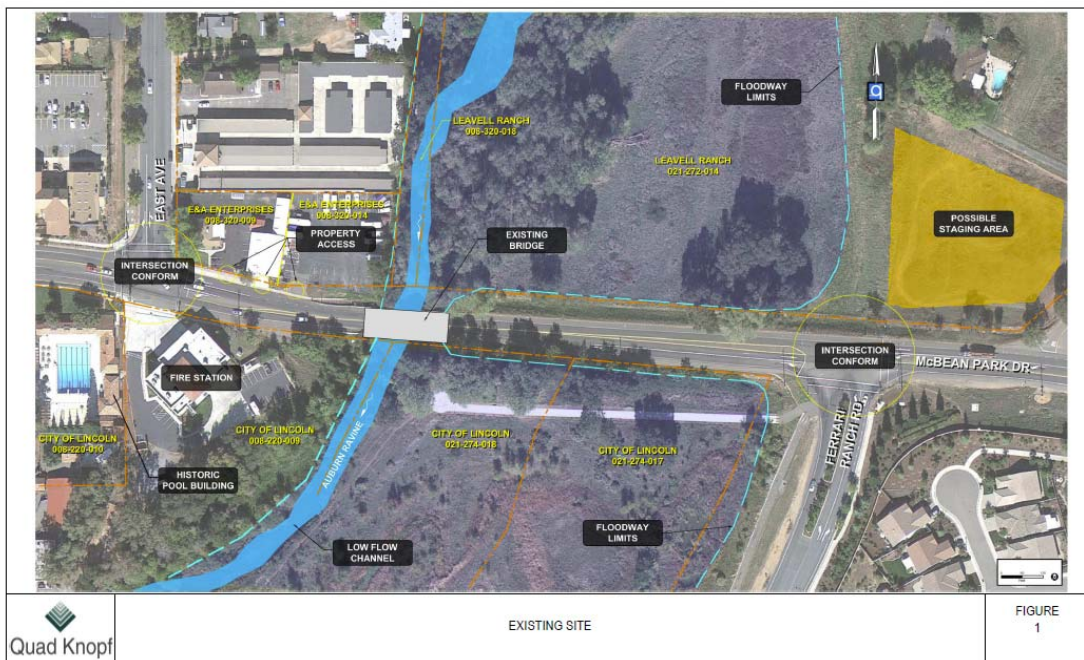 FLOODWAY
LIMITS
LEAVELL RANCH
008-320-018
LEAVELL RANCH
021-272-014
EAST AVE
E&A ENTERPRISES
008-320-009
E&A ENTERPRISES
008-320-014
PROPERTY
ACCESS
EXISTING
BRIDGE
POSSIBLE
STAGING AREA
INTERSECTION
CONFORM
INTERSECTION
CONFORM
McBEAN PARK DR
FIRE STATION
CITY OF LINCOLN
008-220-010
CITY OF LINCOLN
008-220-009
HISTORIC
POOL BUILDING
AUBURN RAVINE
CITY OF LINCOLN
021-274-018
CITY OF LINCOLN
021-274-017
FERRARI
RANCH RD
LOW FLOW
CHANNEL
FLOODWAY
LIMITS
Quad Knopf
EXISTING SITE
FIGURE
1